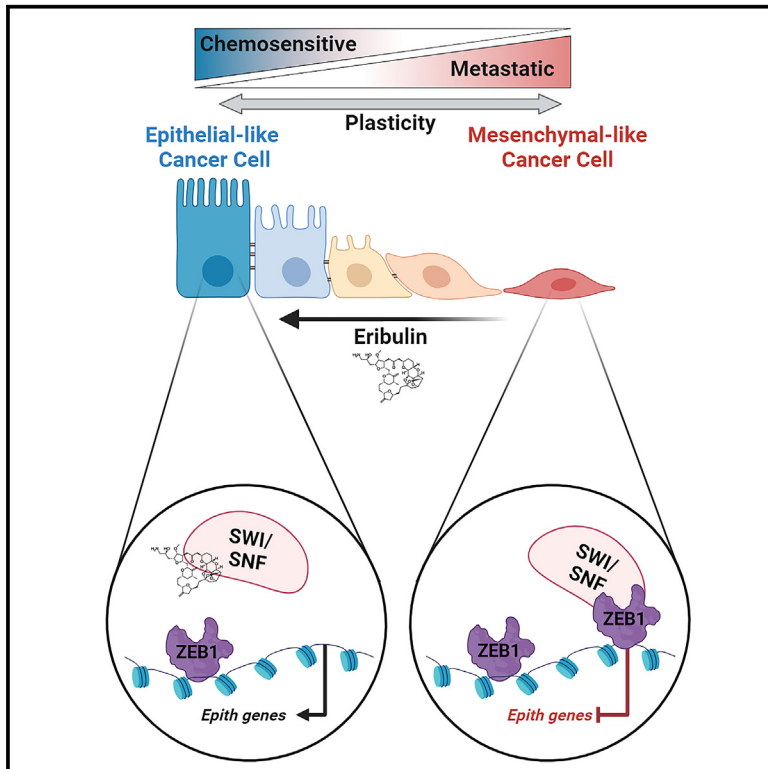 Chemosensitive
Metastatic
Plasticity
Epithelial-like
Cancer Cell
Mesenchymal-like
Cancer Cell
Eribulin
SWI/
SNF
ZEB1
Epith genes
SWI/
SNF
ZEB1
ZEB1
Epith genes